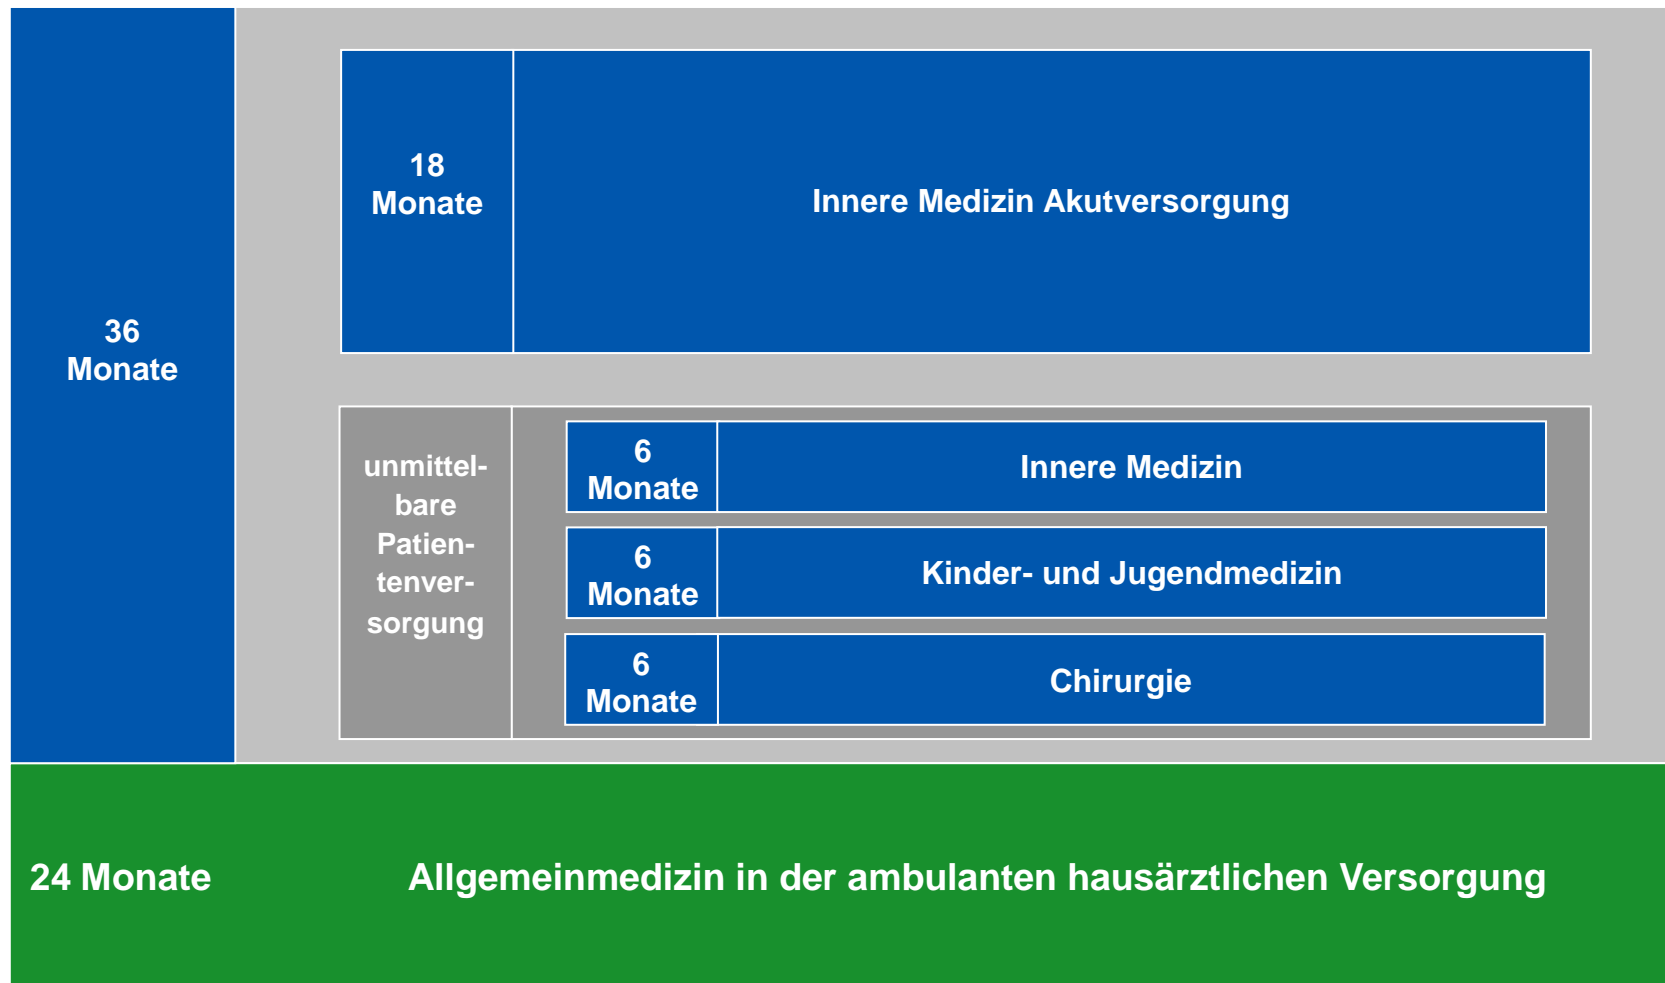 36
Monate
18
Monate
Innere Medizin Akutversorgung
unmittel-
bare
Patien-
tenver-
sorgung
6
Monate
Innere Medizin
6
Monate
Kinder- und Jugendmedizin
6
Monate
Chirurgie
24 Monate
Allgemeinmedizin in der ambulanten hausärztlichen Versorgung